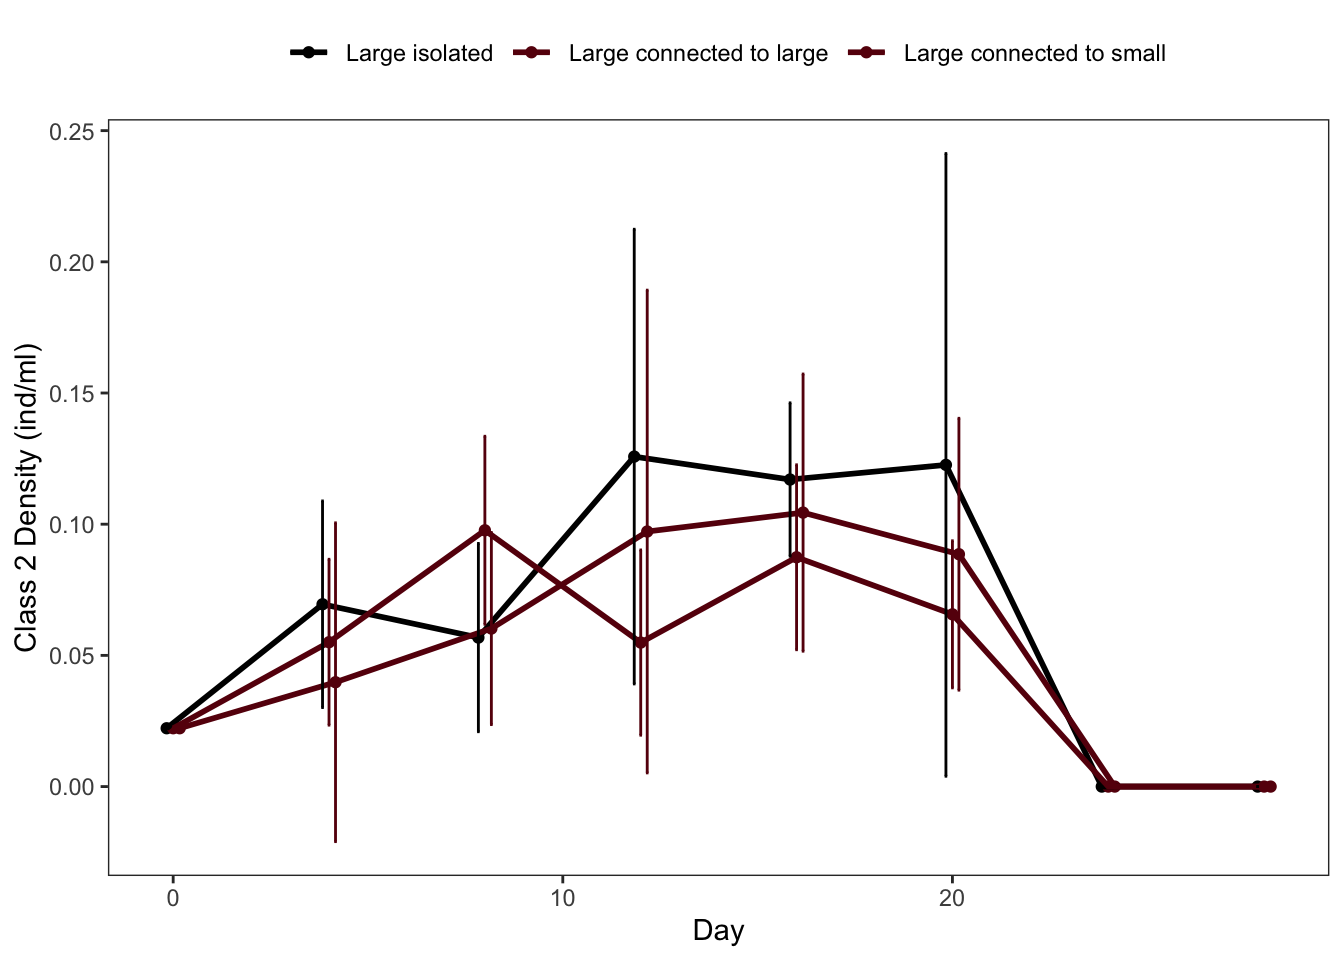 Large isolated Large connected to large Large connected to small
0.25
0.20
0.15
0.10
0.05
0.00
Class 2 Density (ind/ml)
0 10 20
Day